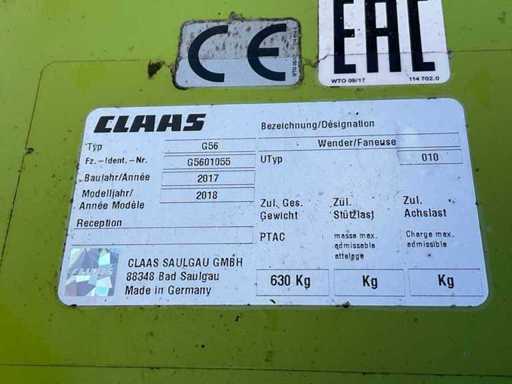 CE
EAC
WTO 09/17 114 702.0
CLAAS
Bezeichnung/Désignation
Typ G56
Wender/Faneuse
Fz.-Ident.-Nr. G5601055
UTyp 010
Baujahr/Année 2017
Modelljahr/ 2018
Année Modèle
Reception
Zul. Ges. Zul. Zul.
Gewicht Stützlast Achslast
PTAC masse max. Charge max.
admissable admissible
attelage
CLAAS SAULGAU GMBH
88348 Bad Saulgau
Made in Germany
630 Kg Kg Kg
CLAAS